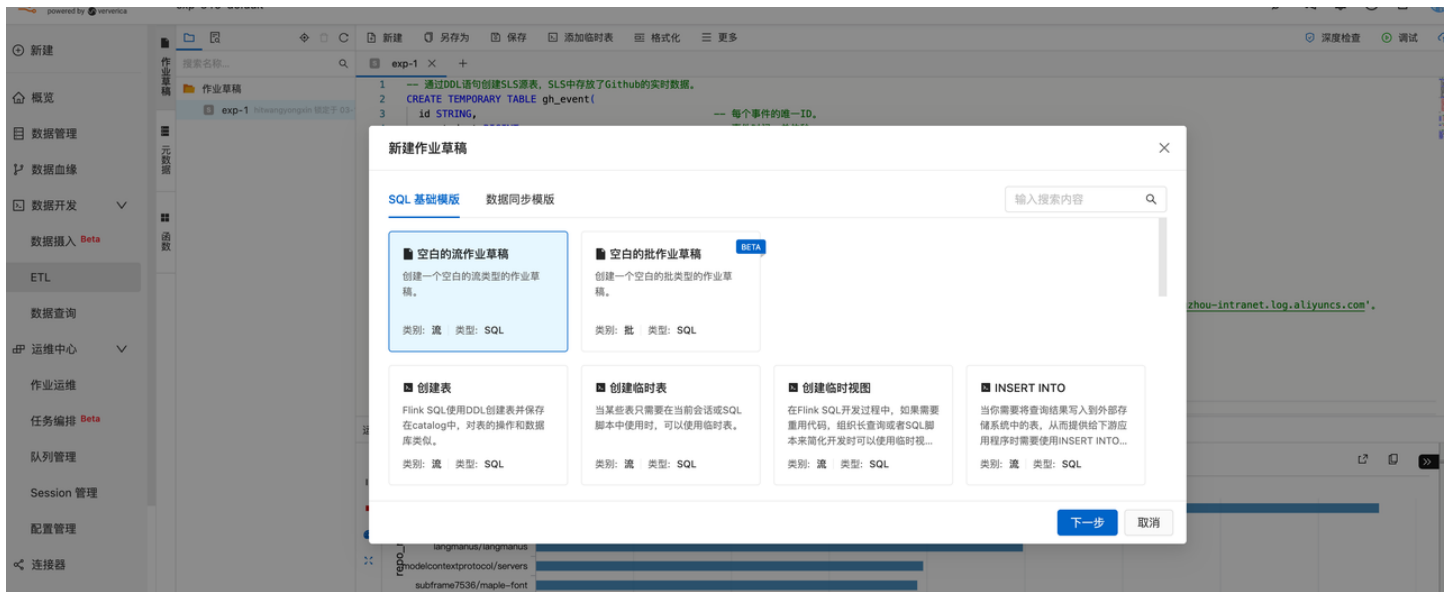 powered by ververica
新建
概览
数据管理
数据血缘
数据开发
数据摄入 Beta
ETL
数据查询
运维中心
作业运维
任务编排 Beta
队列管理
Session 管理
配置管理
连接器
作业草稿
元数据
函数
搜索名称...
作业草稿
exp-1
新建 另存为 保存 添加临时表 格式化 更多
深度检查 调试
exp-1
1 -- 通过DDL语句创建SLS源表，SLS中存放了Github的实时数据。
2 CREATE TEMPORARY TABLE gh_event(
3 id STRING, -- 每个事件的唯一ID。
zhou-intranet.log.aliyuncs.com'。
新建作业草稿
SQL 基础模版 数据同步模版
输入搜索内容
空白的流作业草稿
创建一个空白的流类型的作业草
稿。
类别: 流 类型: SQL
空白的批作业草稿
BETA
创建一个空白的批类型的作业草
稿。
类别: 批 类型: SQL
创建表
Flink SQL使用DDL创建表并保存
在catalog中，对表的操作和数据
库类似。
类别: 流 类型: SQL
创建临时表
当某些表只需要在当前会话或SQL
脚本中使用时，可以使用临时表。
类别: 流 类型: SQL
创建临时视图
在Flink SQL开发过程中，如果需要
重用代码，组织长查询或者SQL脚
本来简化开发时可以使用临时视...
类别: 流 类型: SQL
INSERT INTO
当你需要将查询结果写入到外部存
储系统中的表，从而提供给下游应
用程序时需要使用INSERT INTO...
类别: 流 类型: SQL
下一步 取消
langmanus/langmanus
modelcontextprotocol/servers
subframe7536/maple-font